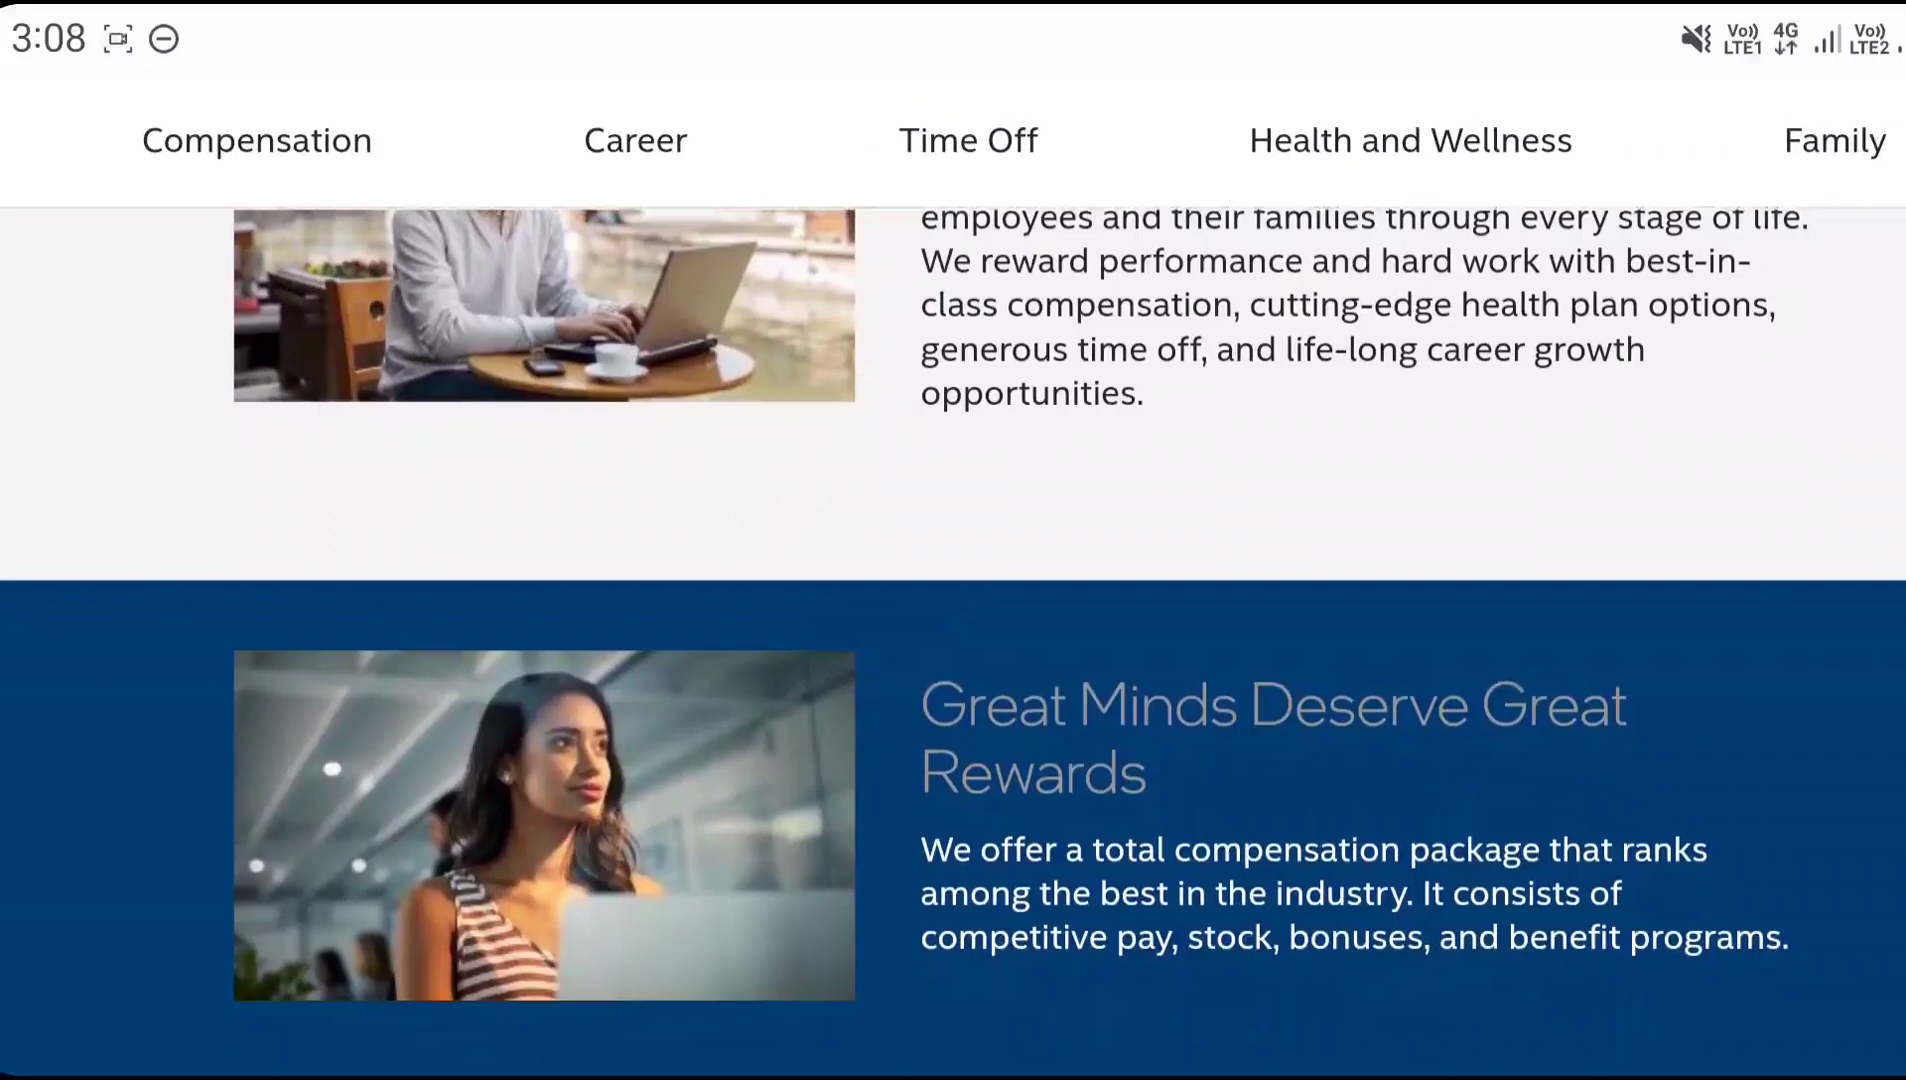 3:08
Vo)) LTE1 4G Vo)) LTE2
Compensation Career Time Off Health and Wellness Family
employees and their families through every stage of life.
We reward performance and hard work with best-in-
class compensation, cutting-edge health plan options,
generous time off, and life-long career growth
opportunities.
Great Minds Deserve Great
Rewards
We offer a total compensation package that ranks
among the best in the industry. It consists of
competitive pay, stock, bonuses, and benefit programs.